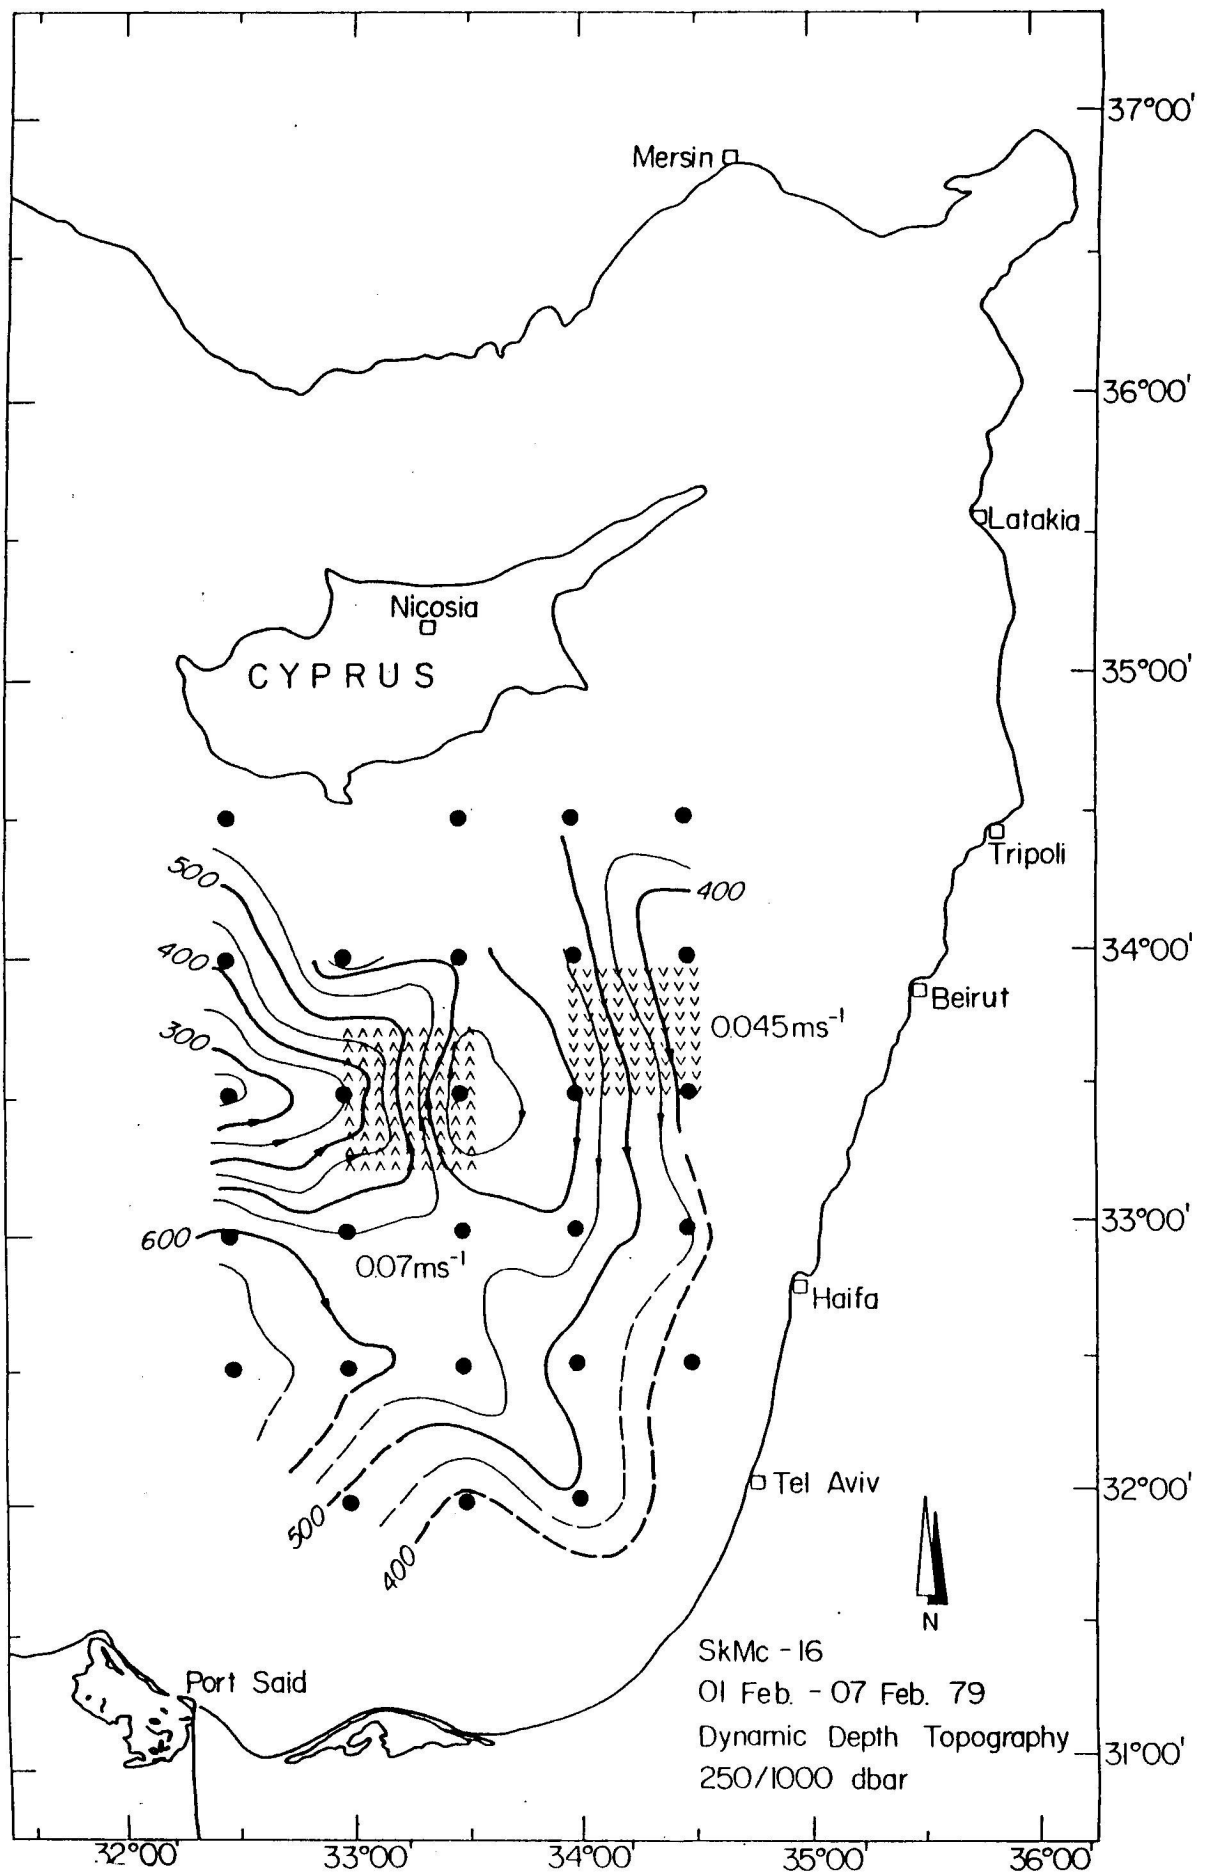 37°00'
Mersin
36°00'
Latakia
Nicosia
CYPRUS
35°00'
Tripoli
500
400
400
34°00'
Beirut
300
0.045ms⁻¹
600
33°00'
0.07ms⁻¹
Haifa
Tel Aviv
32°00'
500
400
N
SkMc-16
Port Said
01 Feb. - 07 Feb. 79
Dynamic Depth Topography
31°00'
250/1000 dbar
32°00'
33°00'
34°00'
35°00'
36°00'